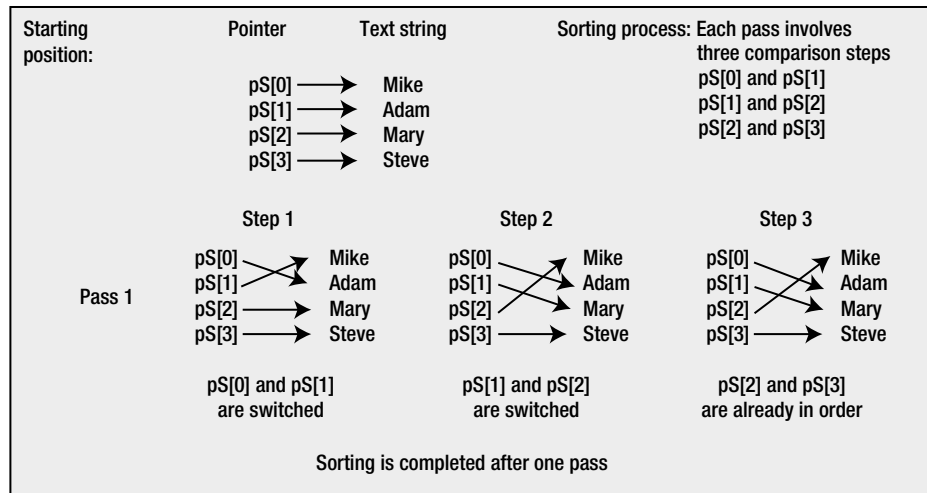 Starting position:
Pointer Text string
Sorting process: Each pass involves
three comparison steps
pS[0] and pS[1]
pS[1] and pS[2]
pS[2] and pS[3]
pS[0] Mike
pS[1] Adam
pS[2] Mary
pS[3] Steve
Step 1 Step 2 Step 3
Pass 1
pS[0] Mike pS[0] Mike pS[0] Mike
pS[1] Adam pS[1] Adam pS[1] Adam
pS[2] Mary pS[2] Mary pS[2] Mary
pS[3] Steve pS[3] Steve pS[3] Steve
pS[0] and pS[1] pS[1] and pS[2] pS[2] and pS[3]
are switched are switched are already in order
Sorting is completed after one pass